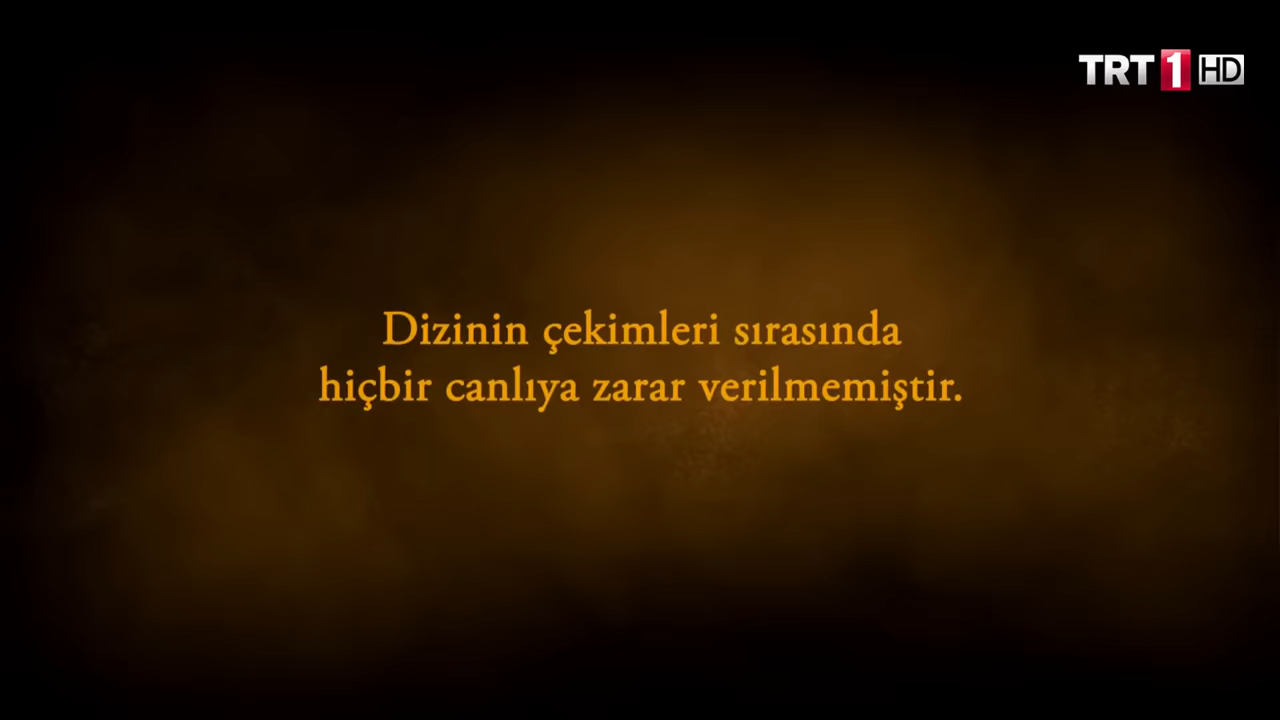 TRT 1 HD
Dizinin çekimleri sırasında
hiçbir canlıya zarar verilmemiştir.